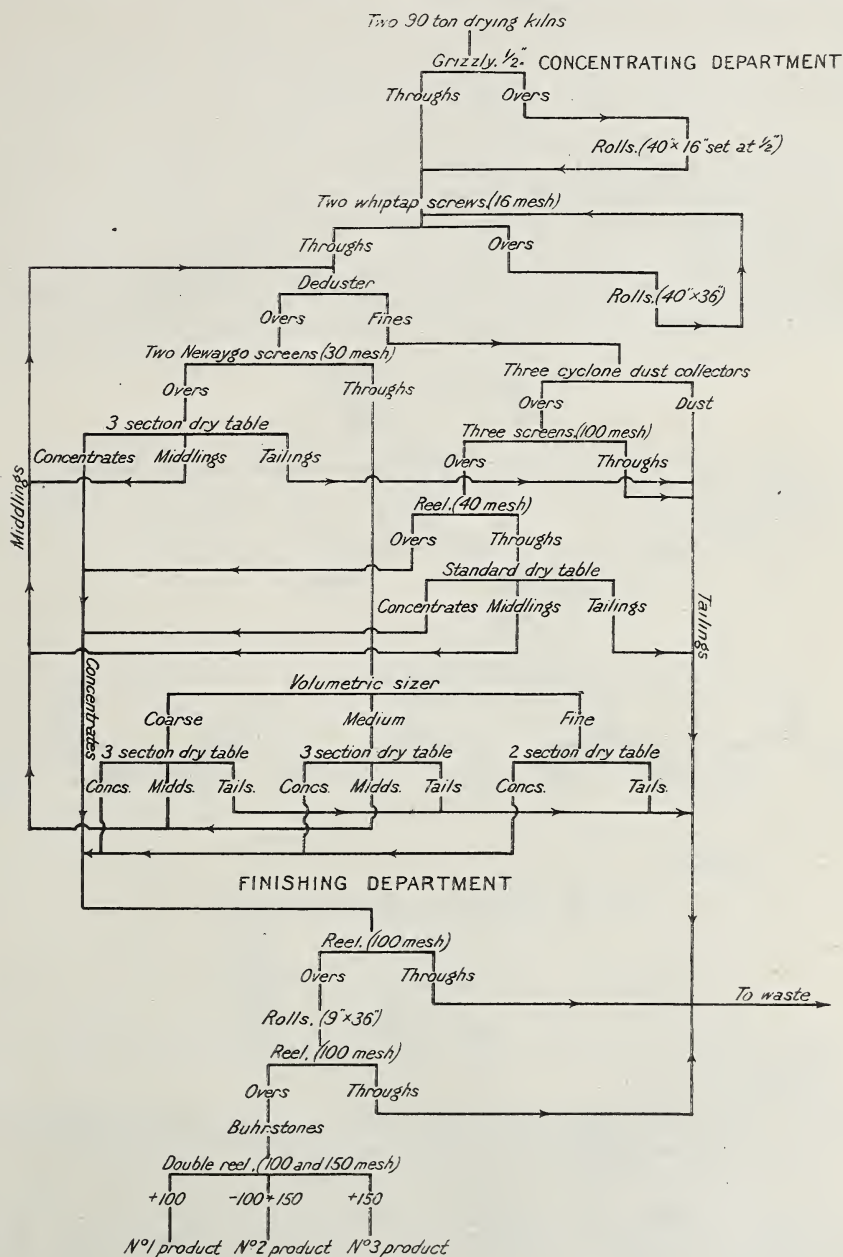 Two 90 ton drying kilns
Grizzly. ½". CONCENTRATING DEPARTMENT
Throughs Overs
Rolls.(40"×16" set at ½")
Two whiptap screws.(16 mesh)
Throughs Overs
Deduster
Rolls.(40"×36")
Overs Fines
Two Newaygo screens (30 mesh)
Three cyclone dust collectors
Overs Throughs
Overs Dust
3 section dry table
Three screens.(100 mesh)
Concentrates Middlings Tailings
Overs Throughs
Middlings
Reel.(40 mesh)
Overs Throughs
Standard dry table
Concentrates Middlings Tailings
Tailings
Concentrates
Volumetric sizer
Coarse Medium Fine
3 section dry table 3 section dry table 2 section dry table
Concs. Midds. Tails. Concs. Midds. Tails Concs. Tails.
FINISHING DEPARTMENT
Reel.(100 mesh)
Overs Throughs
To waste
Rolls.(9"×36")
Reel.(100 mesh)
Overs Throughs
Buhrstones
Double reel.(100 and 150 mesh)
+100 -100+150 +150
Nº1 product Nº2 product Nº3 product